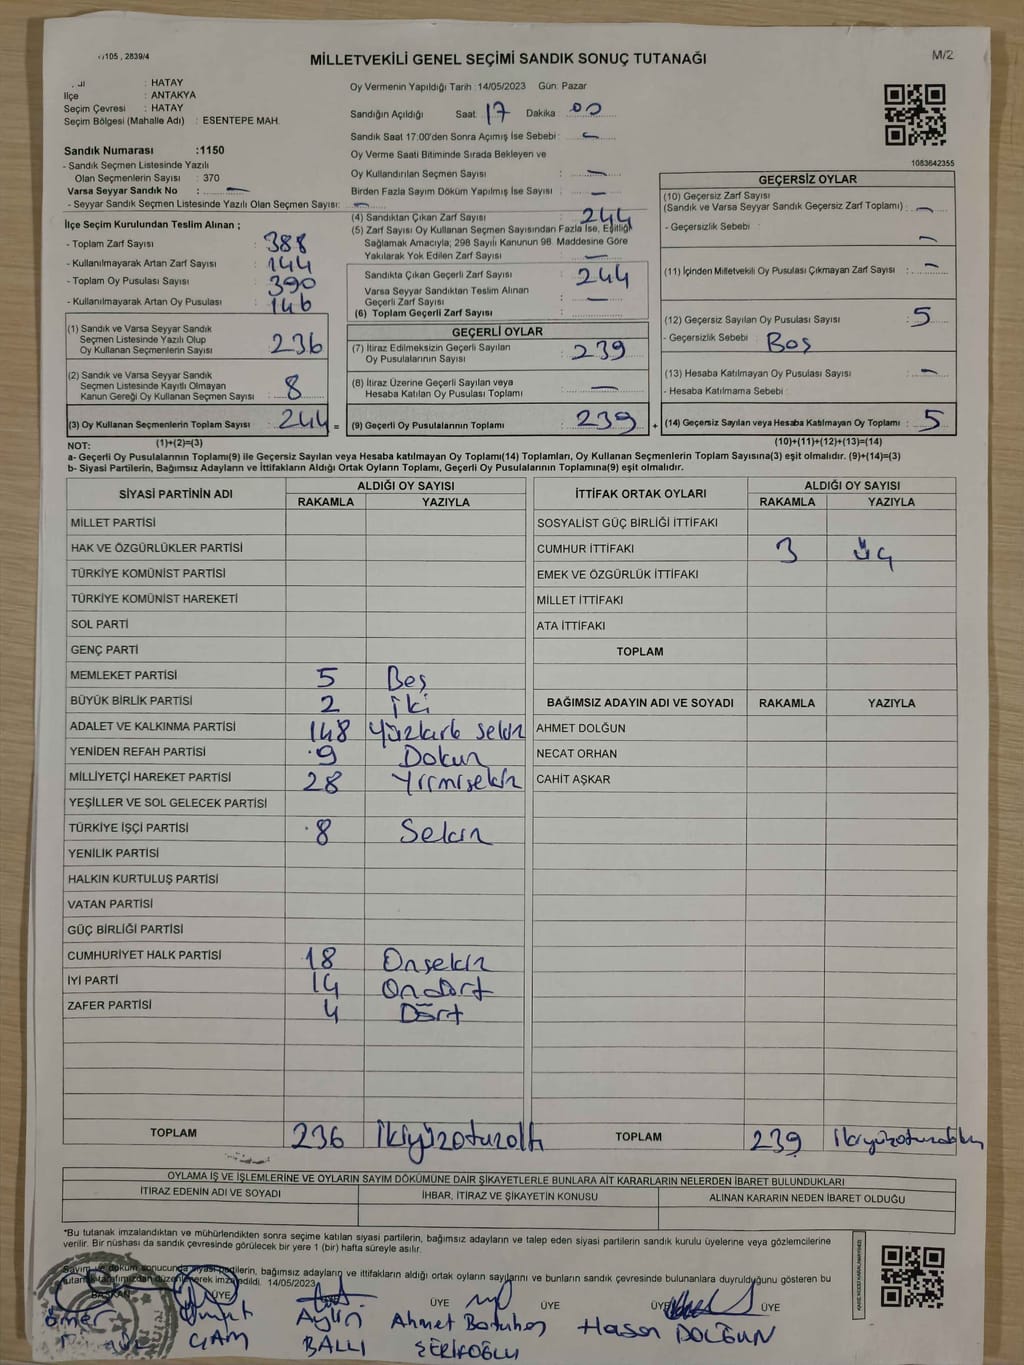 105 , 2839/4
MİLLETVEKİLİ GENEL SEÇİMİ SANDIK SONUÇ TUTANAĞI
M/2
: HATAY
İlçe : ANTAKYA
Seçim Çevresi : HATAY
Seçim Bölgesi (Mahalle Adı) : ESENTEPE MAH.
Sandık Numarası :1150
- Sandık Seçmen Listesinde Yazılı
Olan Seçmenlerin Sayısı : 370
Varsa Seyyar Sandık No : —
- Seyyar Sandık Seçmen Listesinde Yazılı Olan Seçmen Sayısı: —
Oy Vermenin Yapıldığı Tarih :14/05/2023 Gün: Pazar
Sandığın Açıldığı Saat 17 Dakika 00
Sandık Saat 17:00'den Sonra Açımış İse Sebebi : —
Oy Verme Saati Bitiminde Sırada Bekleyen ve
Oy Kullandırılan Seçmen Sayısı : —
Birden Fazla Sayım Döküm Yapılmış İse Sayısı : —
1083642355
İlçe Seçim Kurulundan Teslim Alınan ;
- Toplam Zarf Sayısı : 388
- Kullanılmayarak Artan Zarf Sayısı : 144
- Toplam Oy Pusulası Sayısı : 390
- Kullanılmayarak Artan Oy Pusulası : 146
(1) Sandık ve Varsa Seyyar Sandık
Seçmen Listesinde Yazılı Olup
Oy Kullanan Seçmenlerin Sayısı : 236
(2) Sandık ve Varsa Seyyar Sandık
Seçmen Listesinde Kayıtlı Olmayan
Kanun Gereği Oy Kullanan Seçmen Sayısı : 8
(3) Oy Kullanan Seçmenlerin Toplam Sayısı : 244 =
(4) Sandıktan Çıkan Zarf Sayısı : 244
(5) Zarf Sayısı Oy Kullanan Seçmen Sayısından Fazla İse, Eşitliği
Sağlamak Amacıyla; 298 Sayılı Kanunun 98. Maddesine Göre
Yakılarak Yok Edilen Zarf Sayısı : —
Sandıkta Çıkan Geçerli Zarf Sayısı : 244
Varsa Seyyar Sandıktan Teslim Alınan
Geçerli Zarf Sayısı : —
(6) Toplam Geçerli Zarf Sayısı :
GEÇERLİ OYLAR
(7) İtiraz Edilmeksizin Geçerli Sayılan
Oy Pusulalarının Sayısı : 239
(8) İtiraz Üzerine Geçerli Sayılan veya
Hesaba Katılan Oy Pusulası Toplamı : —
(9) Geçerli Oy Pusulalarının Toplamı : 239 +
GEÇERSİZ OYLAR
(10) Geçersiz Zarf Sayısı
(Sandık ve Varsa Seyyar Sandık Geçersiz Zarf Toplamı) : —
- Geçersizlik Sebebi : —
(11) İçinden Milletvekili Oy Pusulası Çıkmayan Zarf Sayısı : —
(12) Geçersiz Sayılan Oy Pusulası Sayısı : 5
- Geçersizlik Sebebi : Boş
(13) Hesaba Katılmayan Oy Pusulası Sayısı : —
- Hesaba Katılmama Sebebi :
(14) Geçersiz Sayılan veya Hesaba Katılmayan Oy Toplamı : 5
NOT: (1)+(2)=(3)
(10)+(11)+(12)+(13)=(14)
a- Geçerli Oy Pusulalarının Toplamı(9) ile Geçersiz Sayılan veya Hesaba katılmayan Oy Toplamı(14) Toplamları, Oy Kullanan Seçmenlerin Toplam Sayısına(3) eşit olmalıdır. (9)+(14)=(3)
b- Siyasi Partilerin, Bağımsız Adayların ve İttifakların Aldığı Ortak Oyların Toplamı, Geçerli Oy Pusulalarının Toplamına(9) eşit olmalıdır.
SİYASİ PARTİNİN ADI
ALDIĞI OY SAYISI
RAKAMLA YAZIYLA
MİLLET PARTİSİ
HAK VE ÖZGÜRLÜKLER PARTİSİ
TÜRKİYE KOMÜNİST PARTİSİ
TÜRKİYE KOMÜNİST HAREKETİ
SOL PARTİ
GENÇ PARTİ
MEMLEKET PARTİSİ 5 Beş
BÜYÜK BİRLİK PARTİSİ 2 iki
ADALET VE KALKINMA PARTİSİ 148 Yüzkırk sekiz
YENİDEN REFAH PARTİSİ 9 Dokuz
MİLLİYETÇİ HAREKET PARTİSİ 28 Yirmisekiz
YEŞİLLER VE SOL GELECEK PARTİSİ
TÜRKİYE İŞÇİ PARTİSİ 8 Sekiz
YENİLİK PARTİSİ
HALKIN KURTULUŞ PARTİSİ
VATAN PARTİSİ
GÜÇ BİRLİĞİ PARTİSİ
CUMHURİYET HALK PARTİSİ 18 Onsekiz
İYİ PARTİ 14 Ondört
ZAFER PARTİSİ 4 Dört
TOPLAM 236 İkiyüzotuzaltı
İTTİFAK ORTAK OYLARI
ALDIĞI OY SAYISI
RAKAMLA YAZIYLA
SOSYALİST GÜÇ BİRLİĞİ İTTİFAKI
CUMHUR İTTİFAKI 3 üç
EMEK VE ÖZGÜRLÜK İTTİFAKI
MİLLET İTTİFAKI
ATA İTTİFAKI
TOPLAM
BAĞIMSIZ ADAYIN ADI VE SOYADI RAKAMLA YAZIYLA
AHMET DOLĞUN
NECAT ORHAN
CAHİT AŞKAR
TOPLAM 239 ikiyüzotuzdokuz
OYLAMA İŞ VE İŞLEMLERİNE VE OYLARIN SAYIM DÖKÜMÜNE DAİR ŞİKAYETLERLE BUNLARA AİT KARARLARIN NELERDEN İBARET BULUNDUKLARI
İTİRAZ EDENİN ADI VE SOYADI
İHBAR, İTİRAZ VE ŞİKAYETİN KONUSU
ALINAN KARARIN NEDEN İBARET OLDUĞU
*Bu tutanak imzalandıktan ve mühürlendikten sonra seçime katılan siyasi partilerin, bağımsız adayların ve talep eden siyasi partilerin sandık kurulu üyelerine veya gözlemcilerine
verilir. Bir nüshası da sandık çevresinde görülecek bir yere 1 (bir) hafta süreyle asılır.
Sayım ve döküm sonucunda siyasi partilerin, bağımsız adayların ve ittifakların aldığı ortak oyların sayılarını ve bunların sandık çevresinde bulunanlara duyrulduğunu gösteren bu
tutanak tarafımızdan düzenlenerek imza edildi. 14/05/2023
BAŞKAN ÜYE ÜYE ÜYE ÜYE ÜYE
Ömer
ÇAM
Aylin
BALLI
Ahmet Batuhan
ŞERİFOĞLU
Hasan DOLĞUN